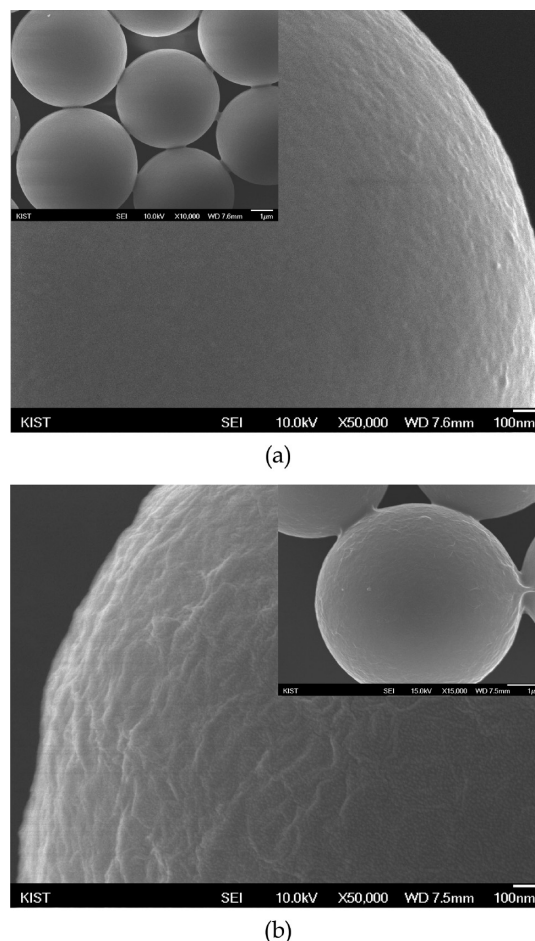 KIST SEI 10.0kV X10,000 WD 7.6mm 1µm
KIST SEI 10.0kV X50,000 WD 7.6mm 100nm
(a)
KIST SEI 15.0kV X15,000 WD 7.5mm 1µ
KIST SEI 10.0kV X50,000 WD 7.5mm 100nm
(b)